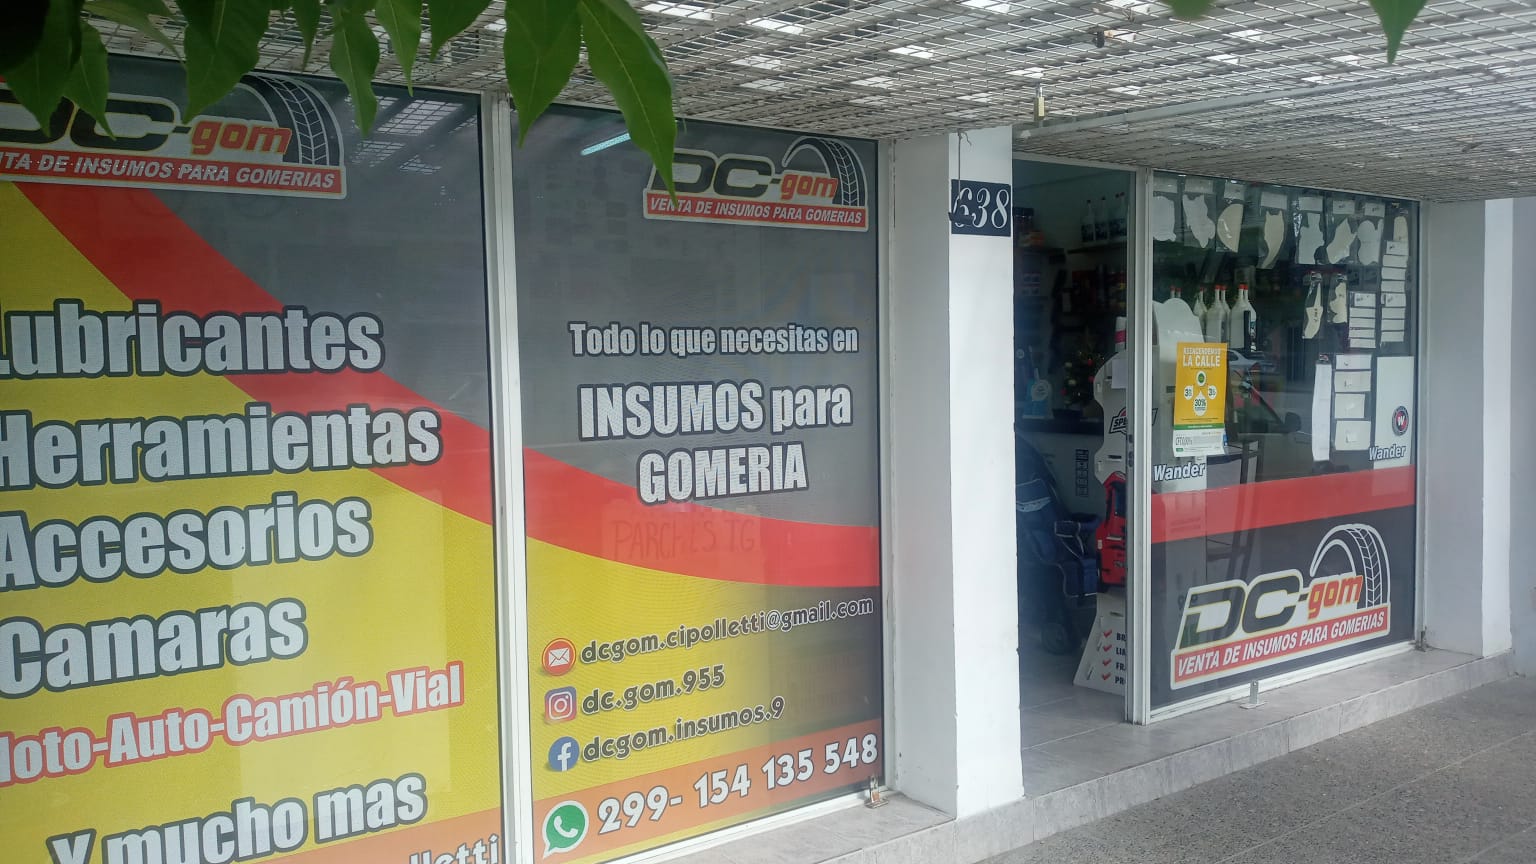 DC-gom
VENTA DE INSUMOS PARA GOMERIAS
Lubricantes
Herramientas
Accesorios
Camaras
Moto-Auto-Camión-Vial
Y mucho mas
DC-gom
VENTA DE INSUMOS PARA GOMERIAS
Todo lo que necesitas en
INSUMOS para
GOMERIA
PARCHES TG
dcgom.cipolletti@gmail.com
dc.gom.955
dcgom.insumos.9
299- 154 135 548
638
LA CALLE
30%
Wander
W
Wander
DC-gom
VENTA DE INSUMOS PARA GOMERIAS